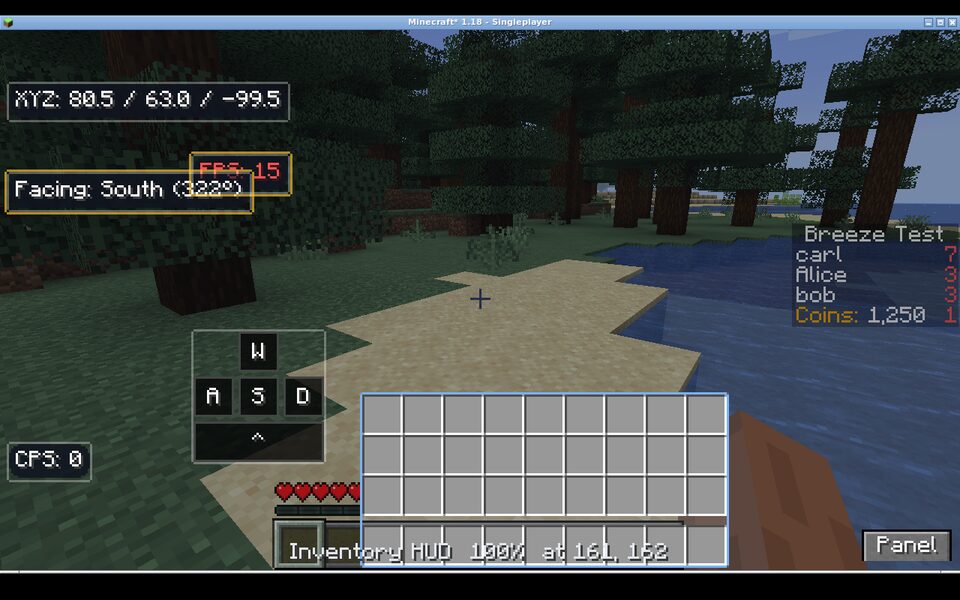 Minecraft* 1.18 - Singleplayer
XYZ: 80.5 / 63.0 / -99.5
FPS: 15
Facing: South (322°)
Breeze Test
carl 7
Alice 3
bob 3
Coins: 1,250 1
W
A S D
^
CPS: 0
Inventory HUD 100% at 161, 162
Panel